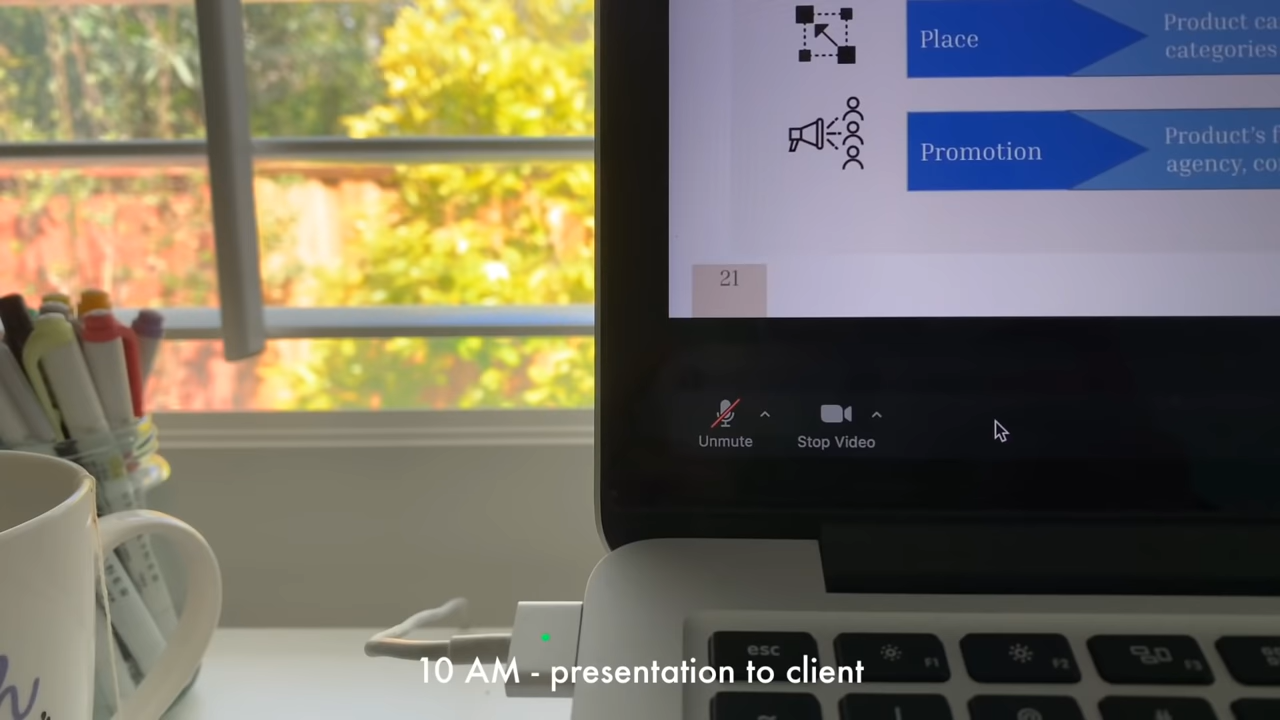 Place
Product ca
categories
Promotion
Product's f
agency, co
21
Unmute
Stop Video
esc
F1
F2
F3
10 AM - presentation to client